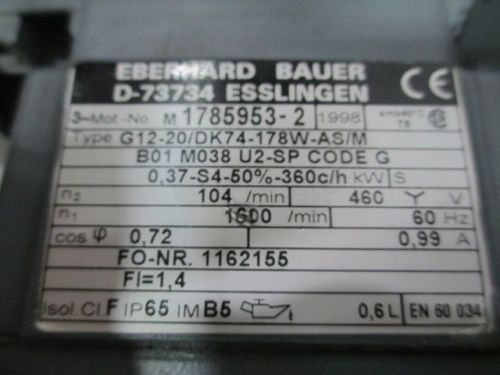 EBERHARD BAUER
D-73734 ESSLINGEN CE
3~Mot.-No. M 1785953-2 1998
Type G12-20/DK74-178W-AS/M
B01 M038 U2-SP CODE G
0,37-S4-50%-360c/h kW S
n2 104 /min 460 Y V
n1 1600 /min 60 Hz
cos φ 0,72 0,99 A
FO-NR. 1162155
FI=1,4
Isol Cl F IP65 IM B5 0,6 L EN 60 034